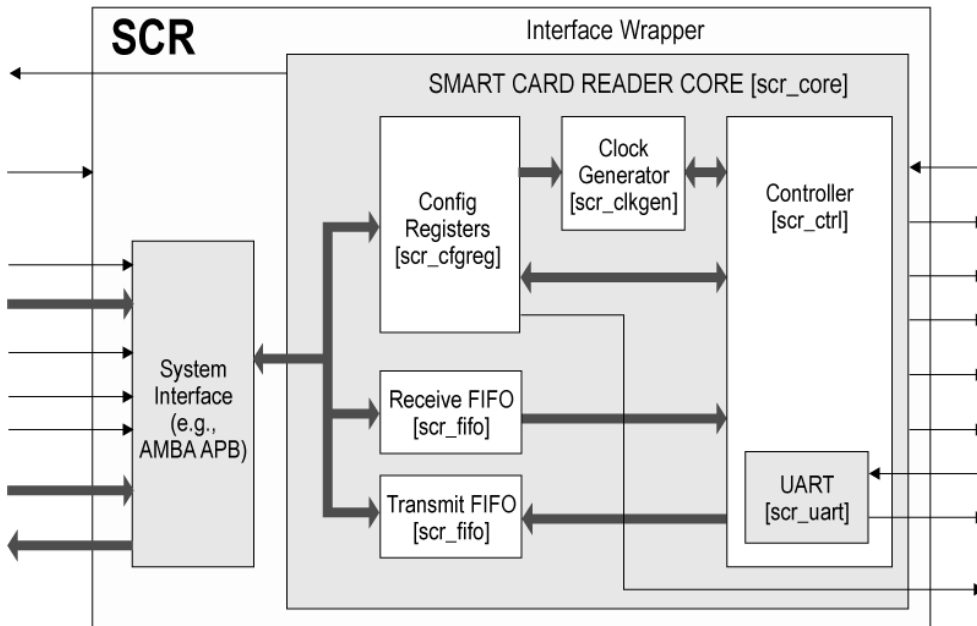 SCR
Interface Wrapper
SMART CARD READER CORE [scr_core]
Config
Registers
[scr_cfgreg]
Clock
Generator
[scr_clkgen]
Controller
[scr_ctrl]
System
Interface
(e.g.,
AMBA APB)
Receive FIFO
[scr_fifo]
Transmit FIFO
[scr_fifo]
UART
[scr_uart]